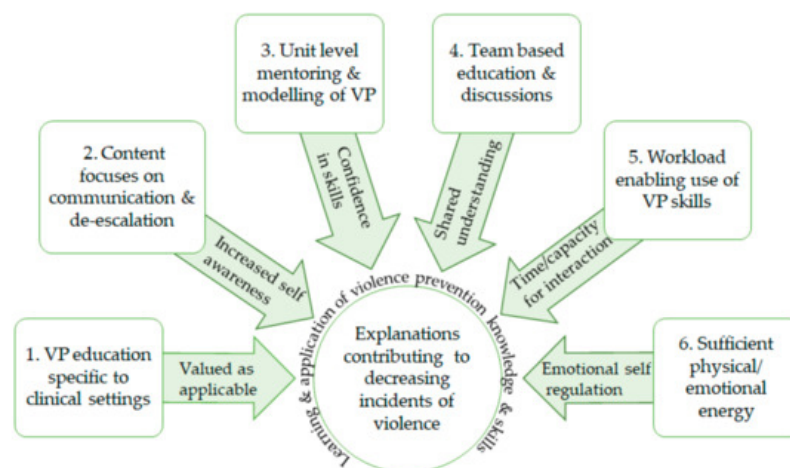 3. Unit level
mentoring &
modelling of VP
4. Team based
education &
discussions
2. Content
focuses on
communication &
de-escalation
Confidence
in skills
Shared
understanding
5. Workload
enabling use of
VP skills
Increased self
awareness
Time/capacity
for interaction
1. VP education
specific to
clinical settings
Valued as
applicable
Learning & application of violence prevention knowledge & skills
Explanations
contributing to
decreasing
incidents of
violence
Emotional self
regulation
6. Sufficient
physical/
emotional
energy